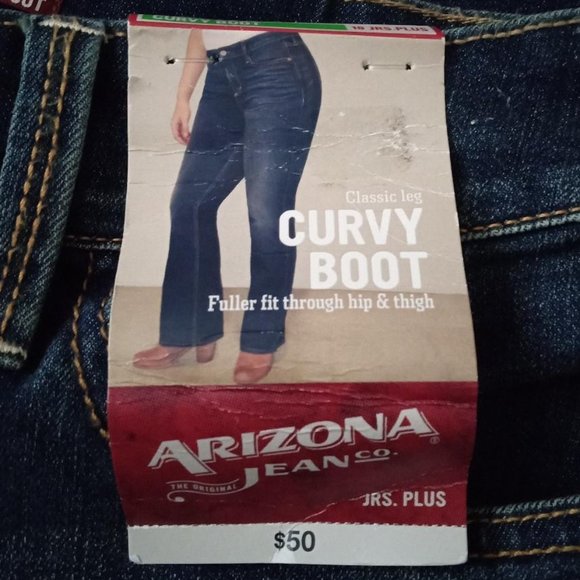 CURVY BOOT
JRS. PLUS
Classic leg
CURVY
BOOT
Fuller fit through hip & thigh
ARIZONA®
JEAN CO.
THE ORIGINAL
JRS. PLUS
$50